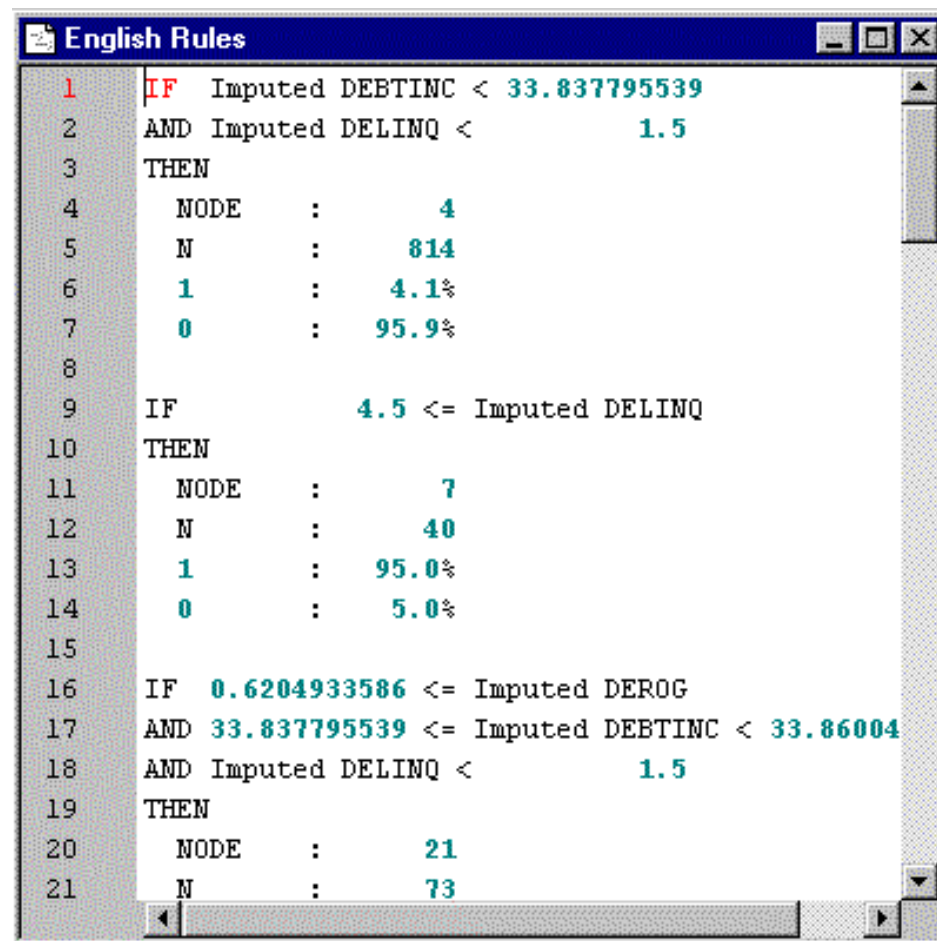 English Rules
1 IF Imputed DEBTINC < 33.837795539
2 AND Imputed DELINQ < 1.5
3 THEN
4 NODE : 4
5 N : 814
6 1 : 4.1%
7 0 : 95.9%
8
9 IF 4.5 <= Imputed DELINQ
10 THEN
11 NODE : 7
12 N : 40
13 1 : 95.0%
14 0 : 5.0%
15
16 IF 0.6204933586 <= Imputed DEROG
17 AND 33.837795539 <= Imputed DEBTINC < 33.86004
18 AND Imputed DELINQ < 1.5
19 THEN
20 NODE : 21
21 N : 73